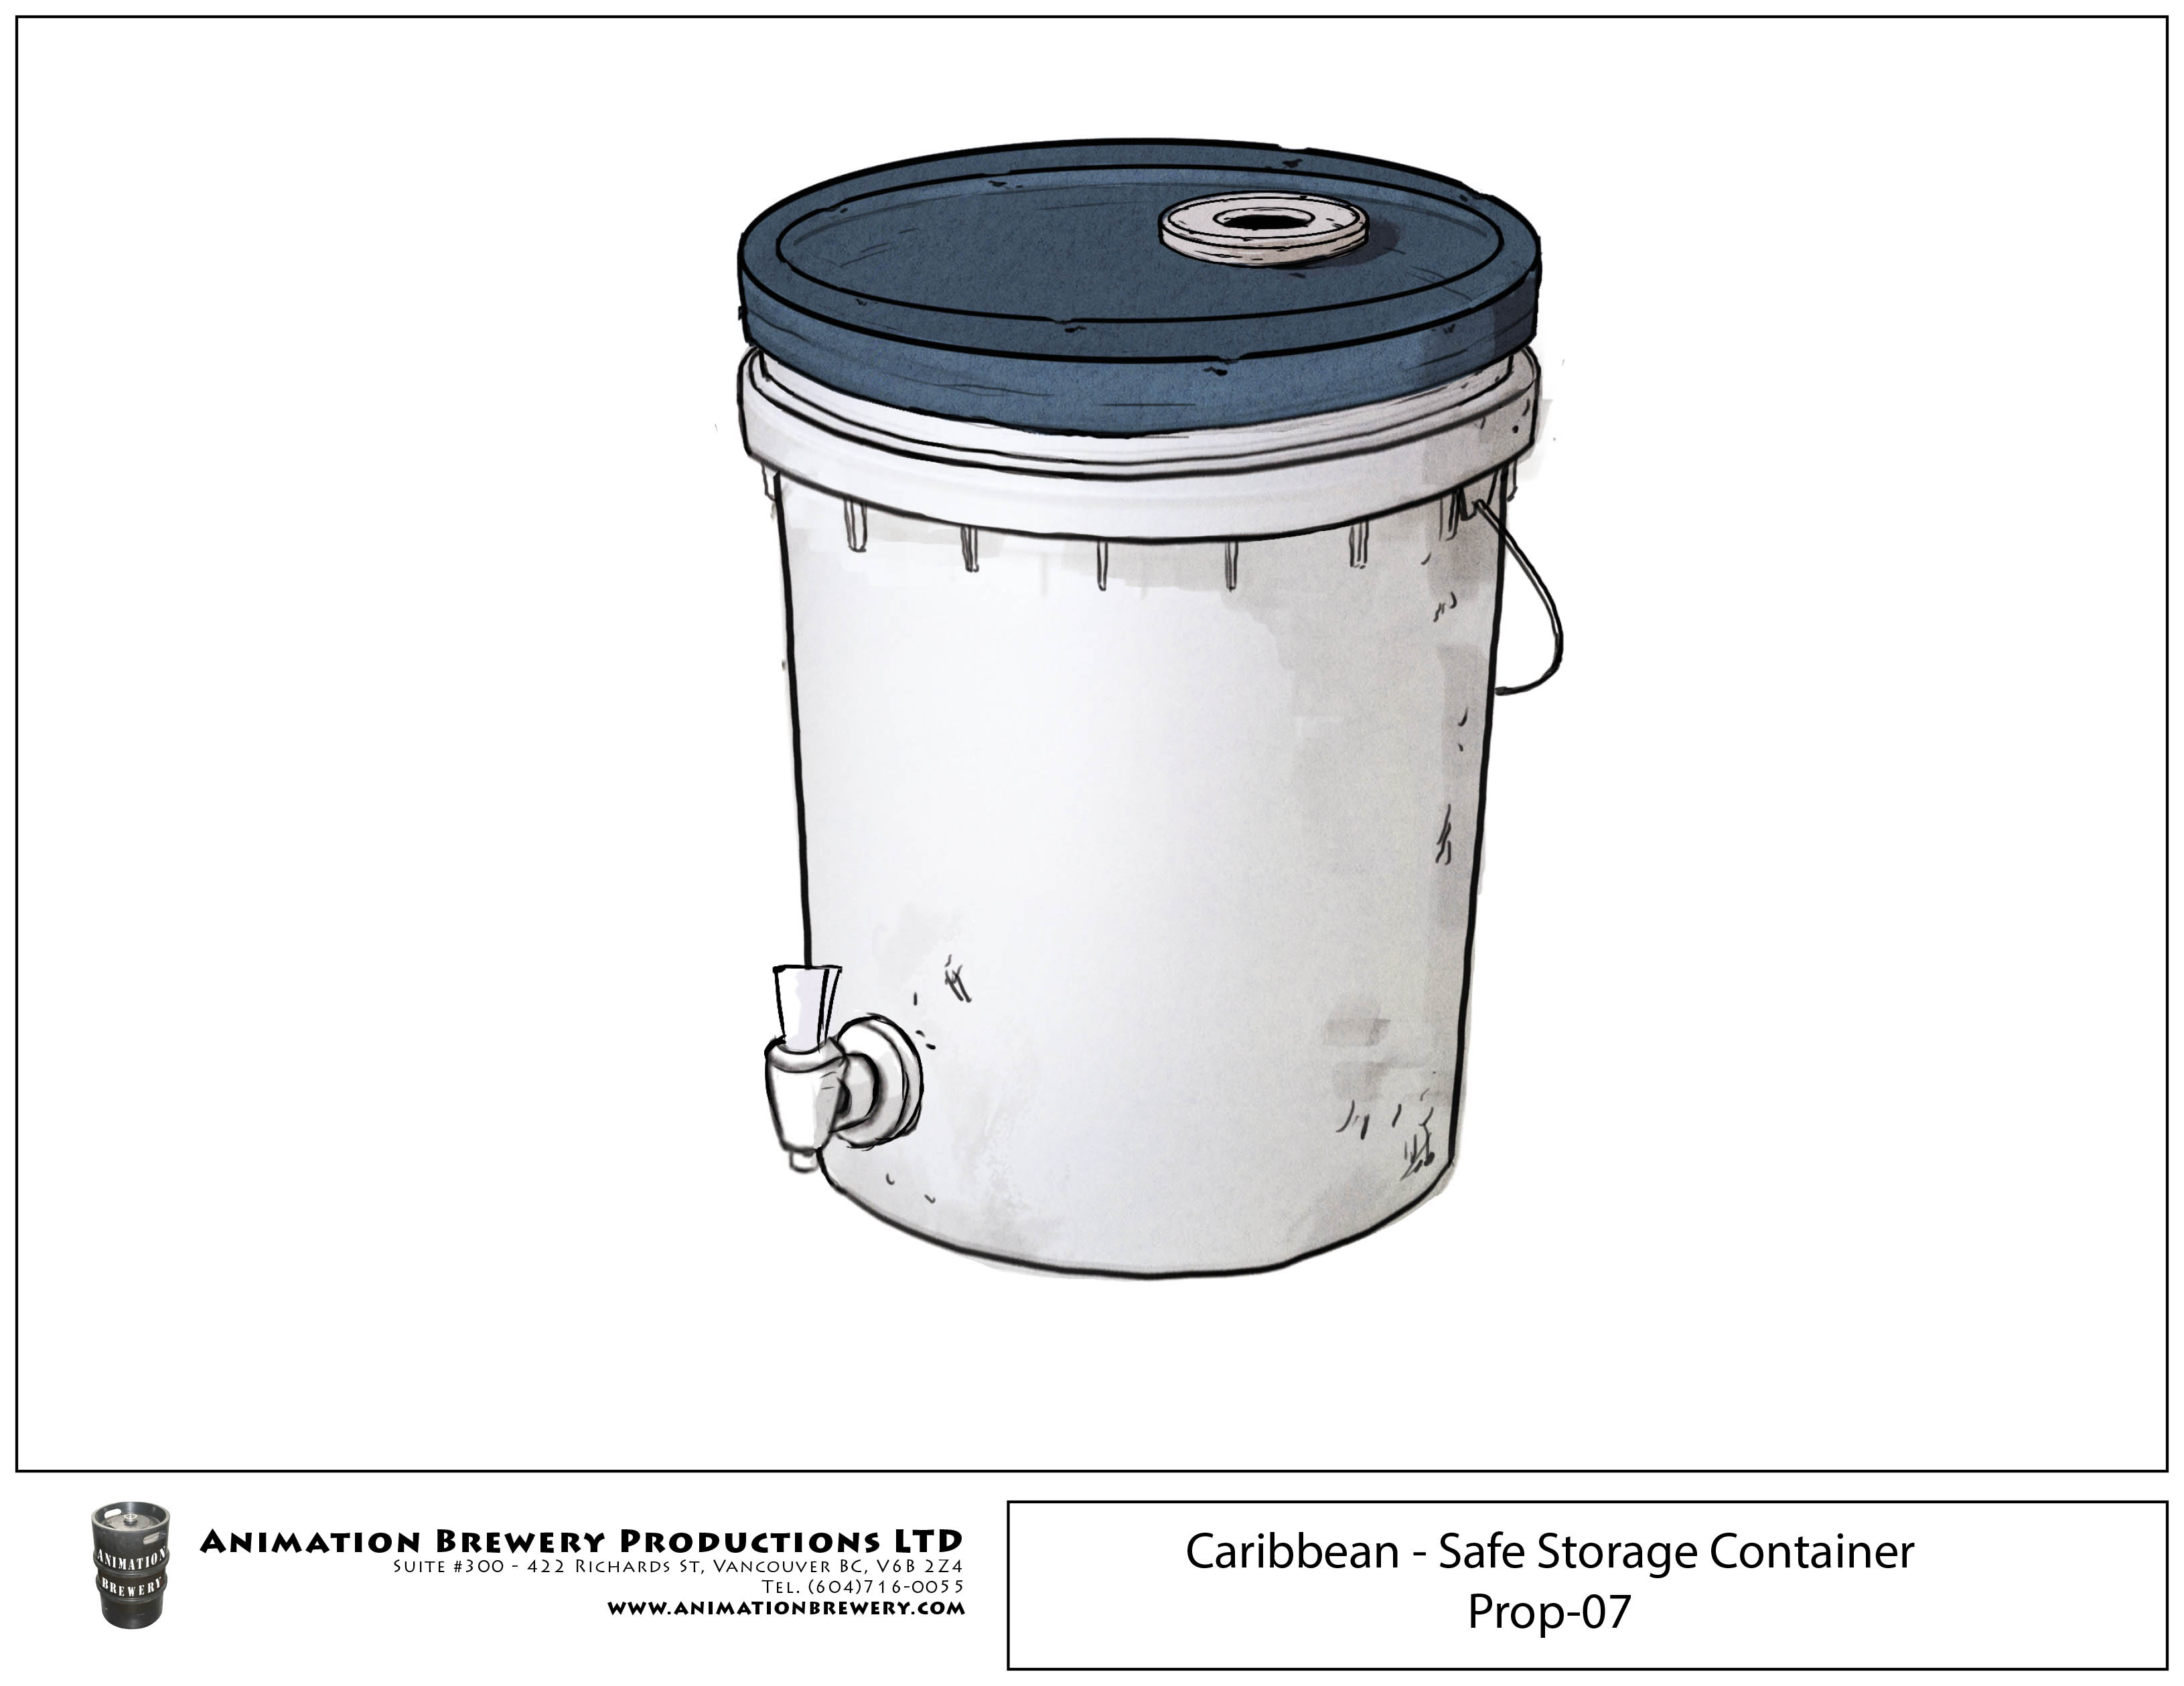 ANIMATION
BREWERY
ANIMATION BREWERY PRODUCTIONS LTD
SUITE #300 - 422 RICHARDS ST, VANCOUVER BC, V6B 2Z4
TEL. (604)716-0055
WWW.ANIMATIONBREWERY.COM
Caribbean - Safe Storage Container
Prop-07